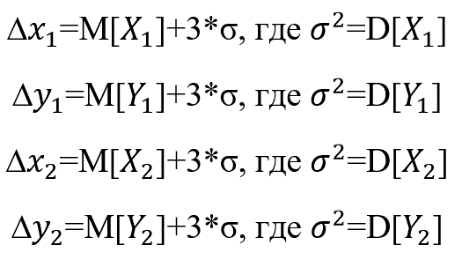 Δx₁=M[X₁]+3*σ, где σ²=D[X₁]
Δy₁=M[Y₁]+3*σ, где σ²=D[Y₁]
Δx₂=M[X₂]+3*σ, где σ²=D[X₂]
Δy₂=M[Y₂]+3*σ, где σ²=D[Y₂]